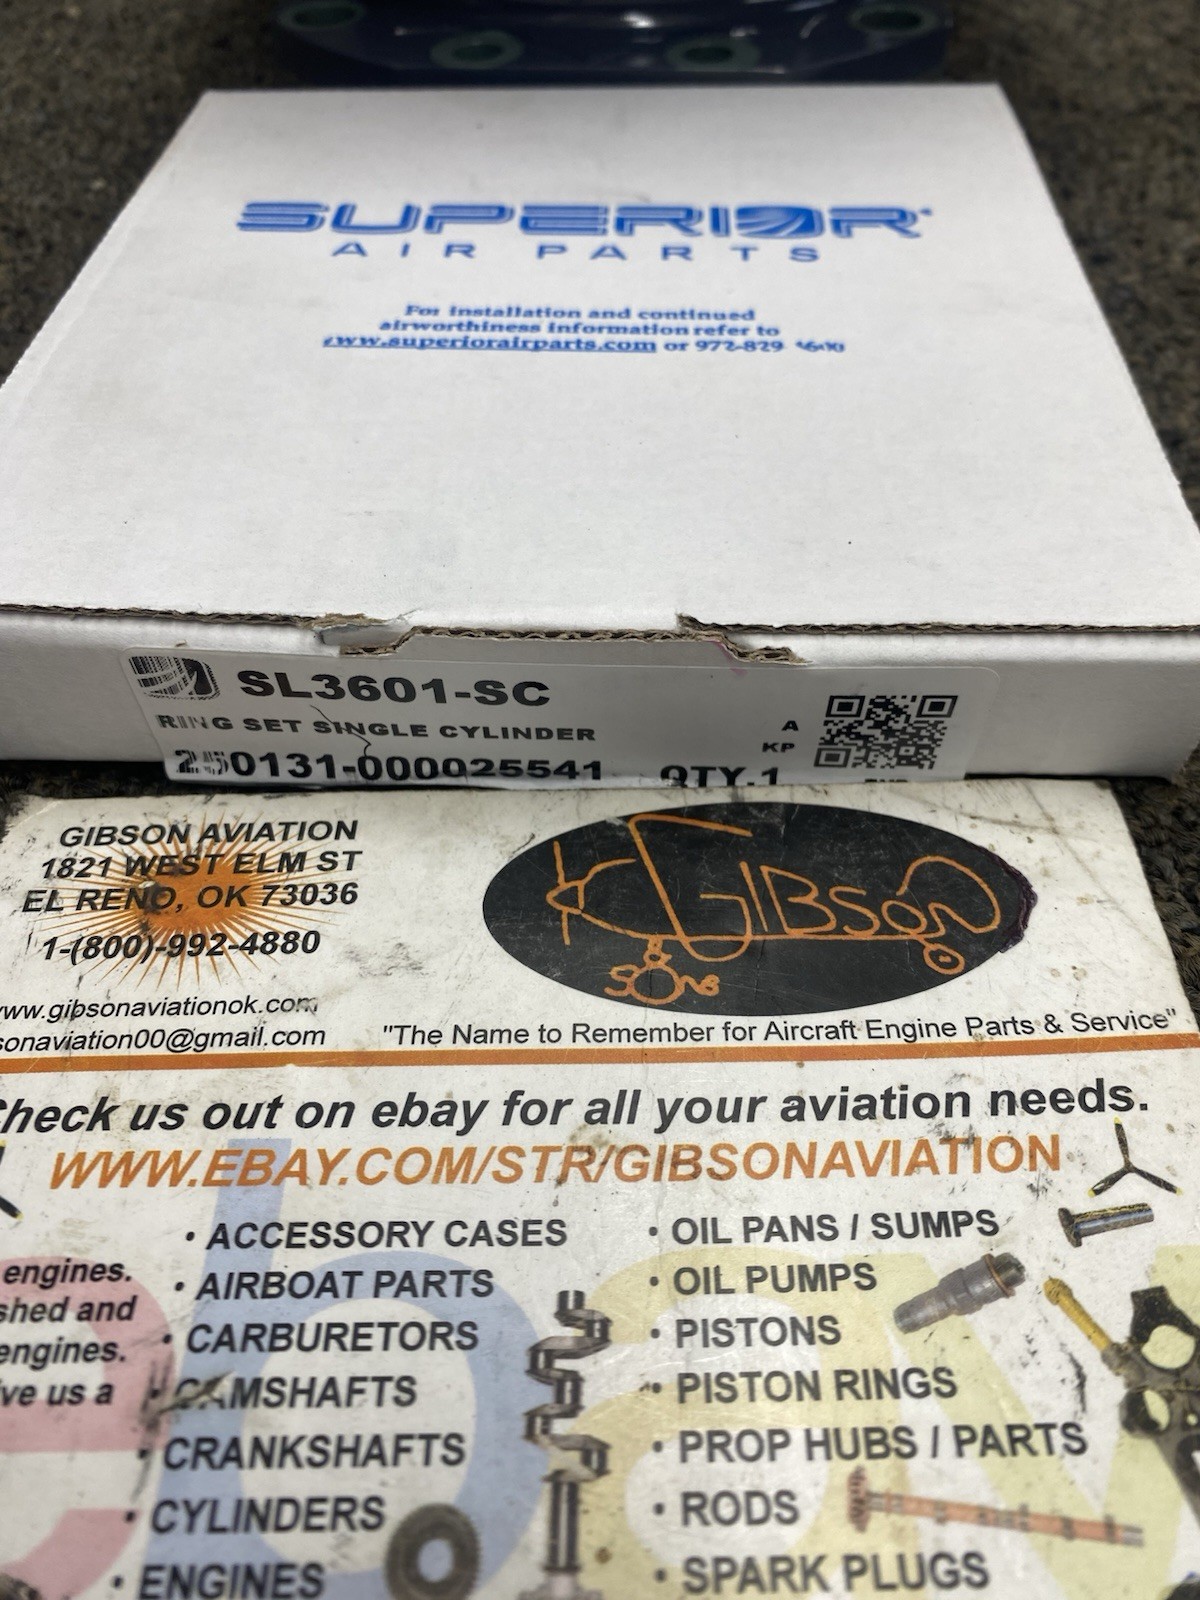 SUPERIOR
AIR PARTS
For installation and continued
airworthiness information refer to
www.superiorairparts.com or 972-829
SL3601-SC
RING SET SINGLE CYLINDER
250131-000025541 QTY.1
A
KP
GIBSON AVIATION
1821 WEST ELM ST
EL RENO, OK 73036
1-(800)-992-4880
www.gibsonaviationok.com
sonaviation00@gmail.com
GIBSON
SONS
"The Name to Remember for Aircraft Engine Parts & Service"
Check us out on ebay for all your aviation needs.
WWW.EBAY.COM/STR/GIBSONAVIATION
engines.
shed and
engines.
ve us a
• ACCESSORY CASES
• AIRBOAT PARTS
• CARBURETORS
• CAMSHAFTS
• CRANKSHAFTS
• CYLINDERS
• ENGINES
• OIL PANS / SUMPS
• OIL PUMPS
• PISTONS
• PISTON RINGS
• PROP HUBS / PARTS
• RODS
• SPARK PLUGS